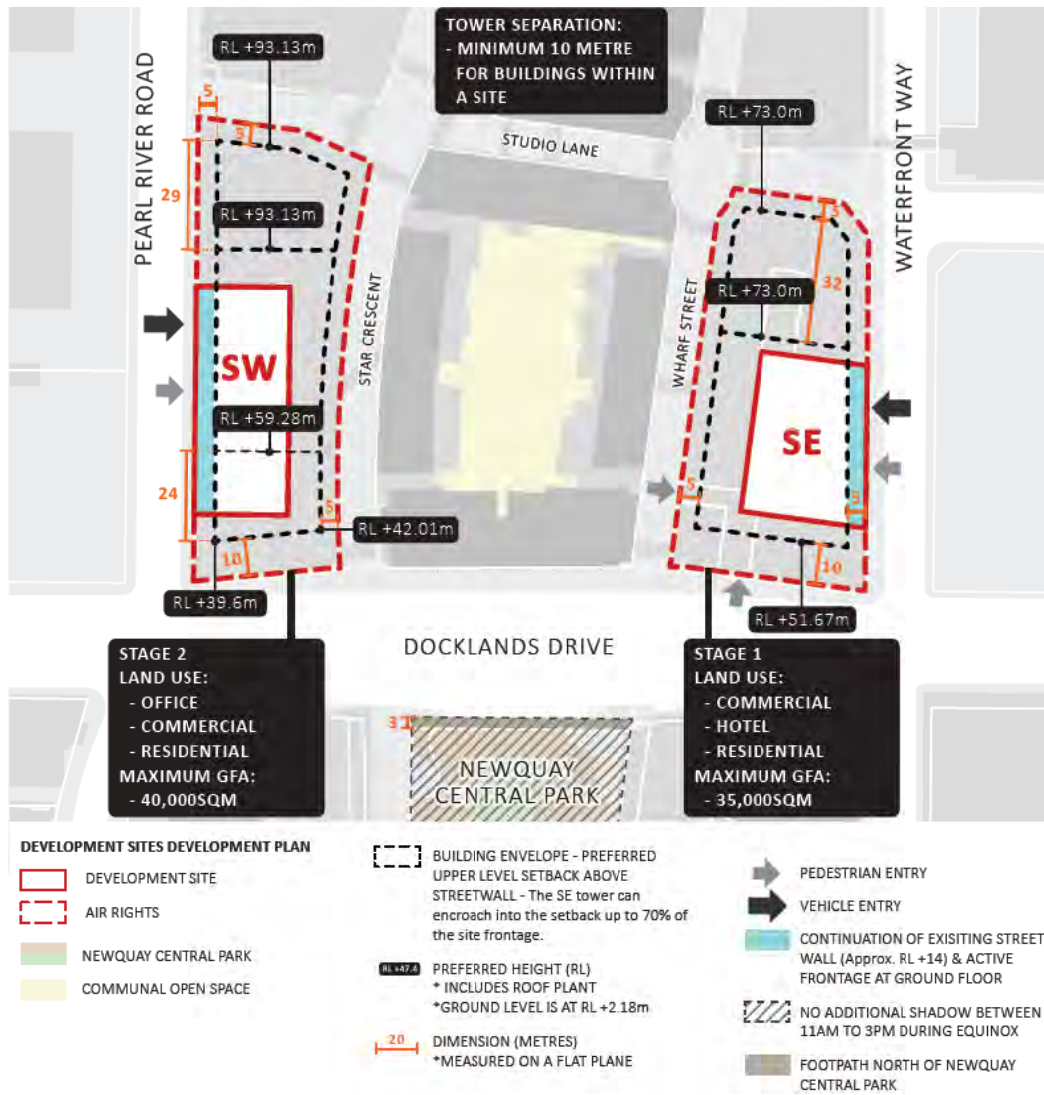 TOWER SEPARATION:
- MINIMUM 10 METRE
FOR BUILDINGS WITHIN
A SITE
RL +93.13m
PEARL RIVER ROAD
5
5
29
RL +93.13m
STUDIO LANE
RL +73.0m
WATERFRONT WAY
5
32
RL +73.0m
STAR CRESCENT
WHARF STREET
SW
RL +59.28m
SE
24
5
5
3
RL +42.01m
10
10
RL +39.6m
RL +51.67m
STAGE 2
LAND USE:
- OFFICE
- COMMERCIAL
- RESIDENTIAL
MAXIMUM GFA:
- 40,000SQM
DOCKLANDS DRIVE
STAGE 1
LAND USE:
- COMMERCIAL
- HOTEL
- RESIDENTIAL
MAXIMUM GFA:
- 35,000SQM
3
NEWQUAY
CENTRAL PARK
DEVELOPMENT SITES DEVELOPMENT PLAN
DEVELOPMENT SITE
AIR RIGHTS
NEWQUAY CENTRAL PARK
COMMUNAL OPEN SPACE
BUILDING ENVELOPE - PREFERRED
UPPER LEVEL SETBACK ABOVE
STREETWALL - The SE tower can
encroach into the setback up to 70% of
the site frontage.
RL +47.4
PREFERRED HEIGHT (RL)
* INCLUDES ROOF PLANT
*GROUND LEVEL IS AT RL +2.18m
20
DIMENSION (METRES)
*MEASURED ON A FLAT PLANE
PEDESTRIAN ENTRY
VEHICLE ENTRY
CONTINUATION OF EXISITING STREET
WALL (Approx. RL +14) & ACTIVE
FRONTAGE AT GROUND FLOOR
NO ADDITIONAL SHADOW BETWEEN
11AM TO 3PM DURING EQUINOX
FOOTPATH NORTH OF NEWQUAY
CENTRAL PARK